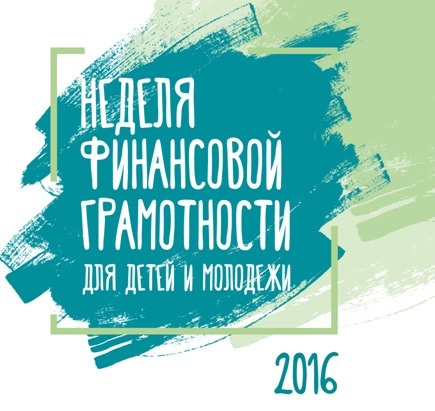 НЕДЕЛЯ
ФИНАНСОВОЙ
ГРАМОТНОСТИ
ДЛЯ ДЕТЕЙ И МОЛОДЕЖИ
2016